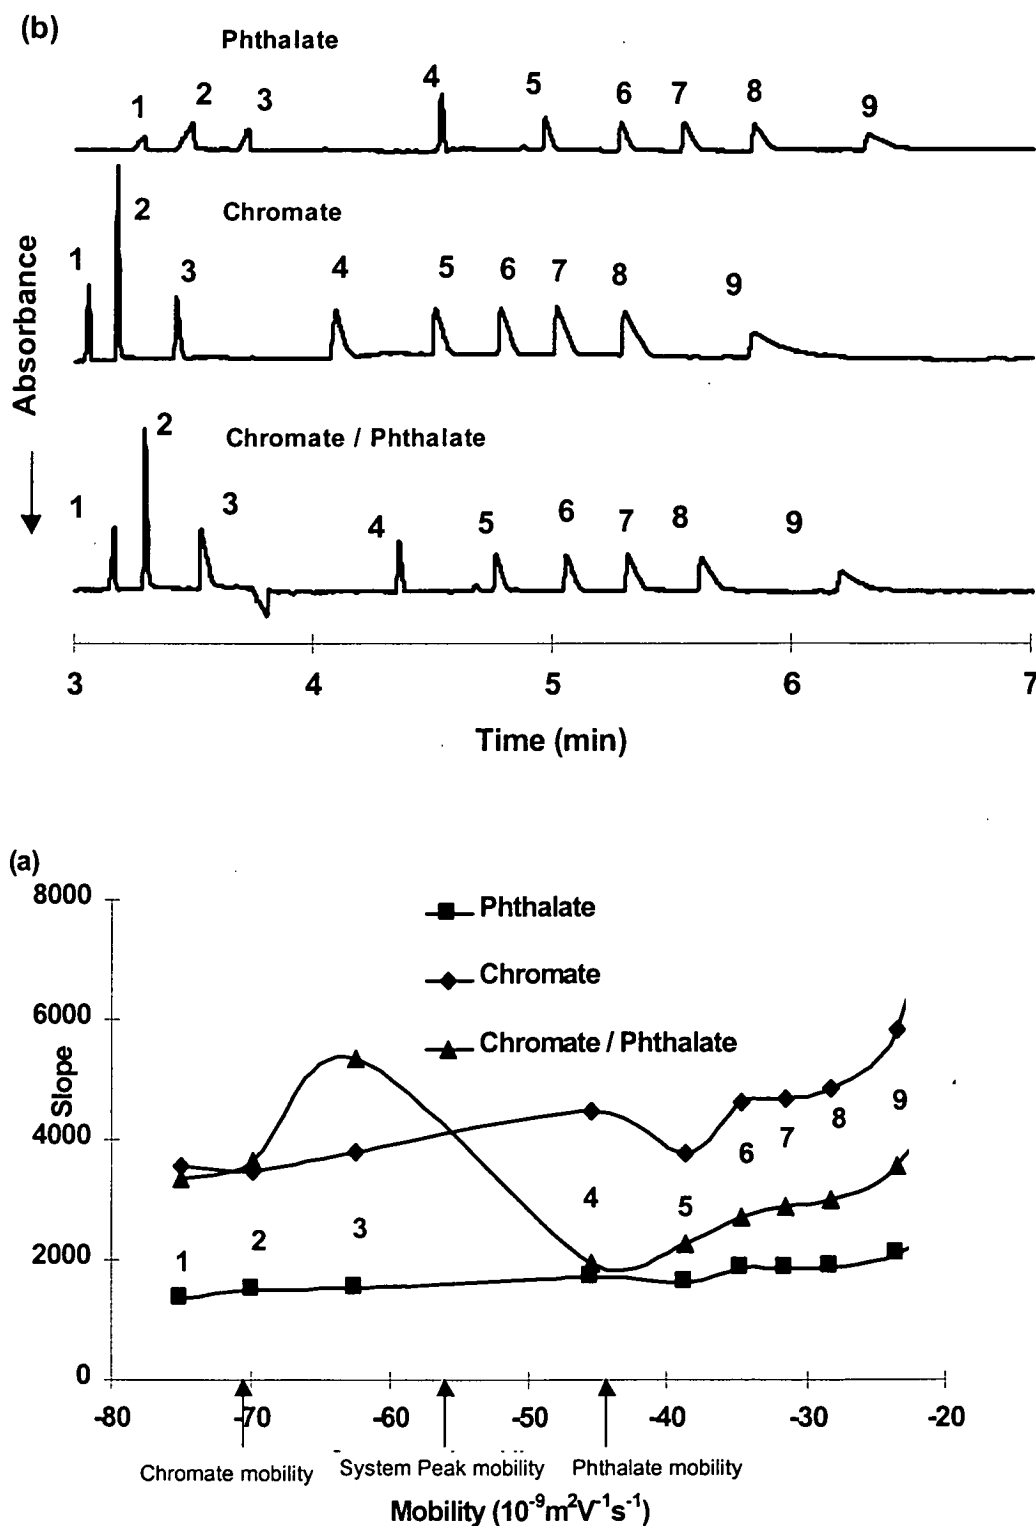 (b)
Phthalate
1 2 3 4 5 6 7 8 9
Chromate
1 2 3 4 5 6 7 8 9
Chromate / Phthalate
1 2 3 4 5 6 7 8 9
Absorbance
3 4 5 6 7
Time (min)
(a)
8000
6000
4000
2000
0
Slope
Phthalate
Chromate
Chromate / Phthalate
1 2 3 4 5 6 7 8 9
-80 -70 -60 -50 -40 -30 -20
Chromate mobility System Peak mobility Phthalate mobility
Mobility (10⁻⁹m²V⁻¹s⁻¹)